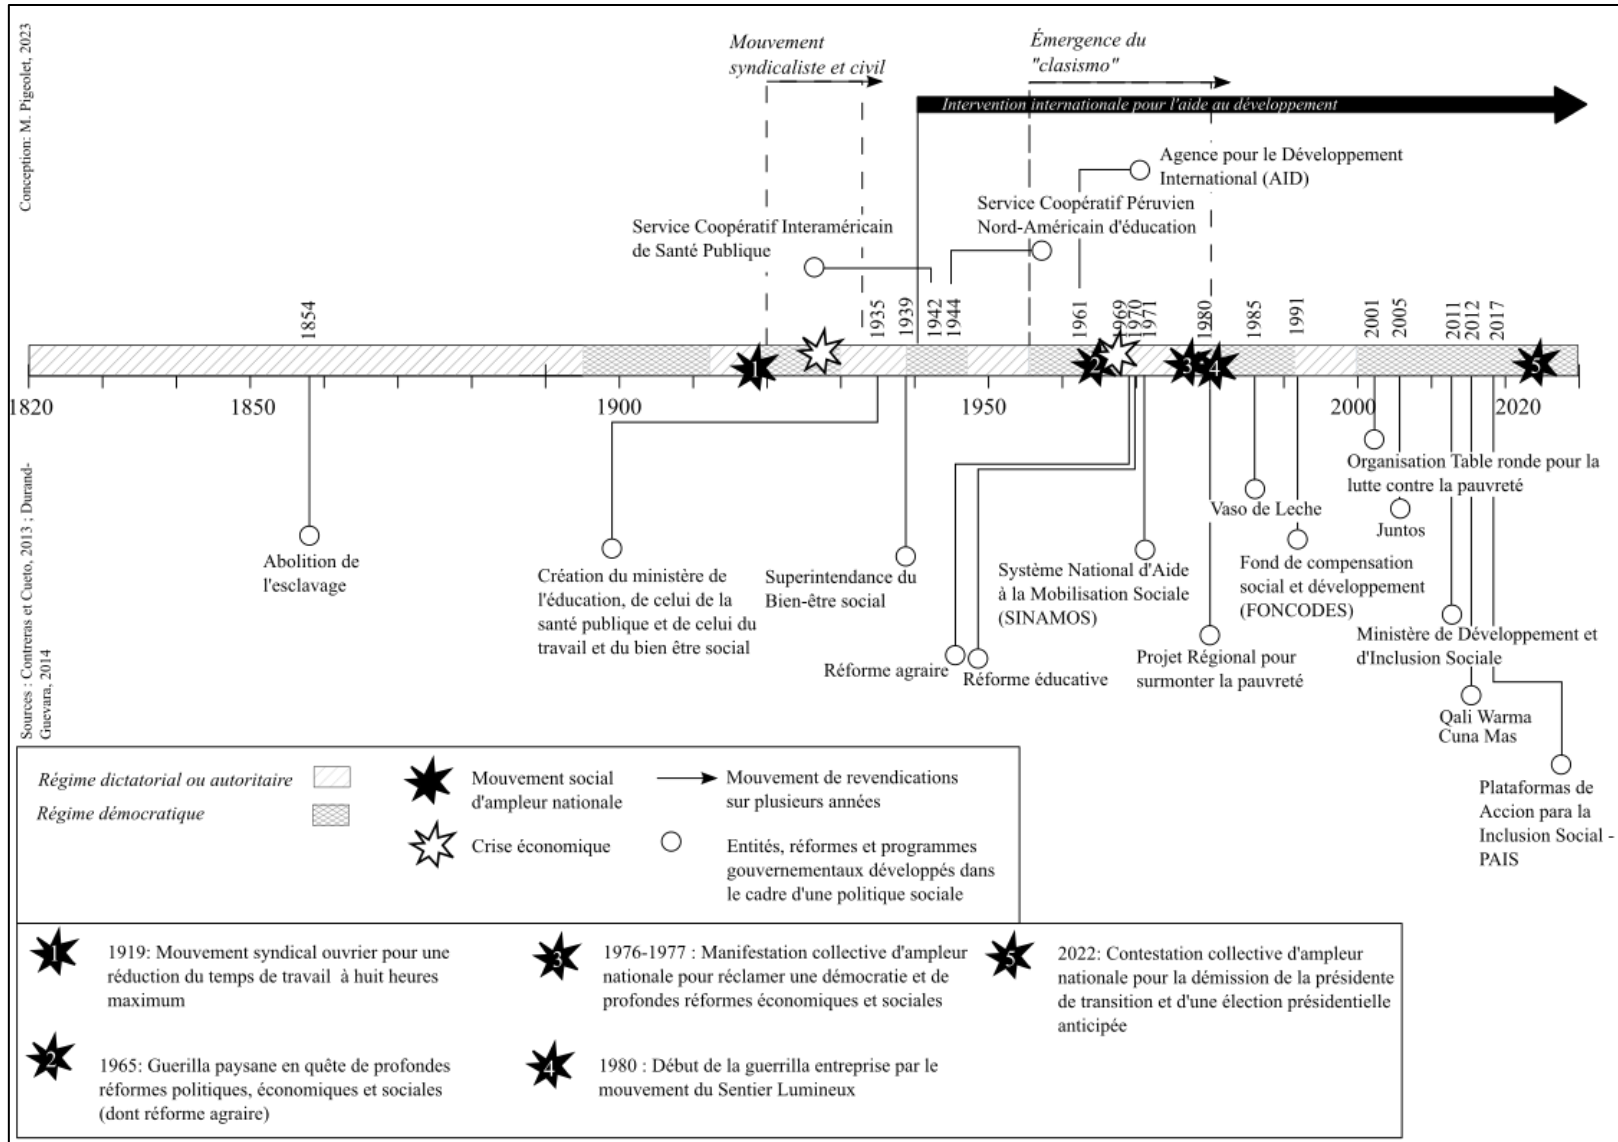 Conception: M. Pigeolet, 2023
Mouvement
syndicaliste et civil
Émergence du
"clasismo"
Intervention internationale pour l'aide au développement
Agence pour le Développement
International (AID)
Service Coopératif Péruvien
Nord-Américain d'éducation
Service Coopératif Interaméricain
de Santé Publique
1854
1935
1939
1942
1944
1961
1969
1970
1971
1980
1985
1991
2001
2005
2011
2012
2017
1
2
3
4
5
1820
1850
1900
1950
2000
2020
Sources : Contreras et Cueto, 2013 ; Durand-
Guevara, 2014
Abolition de
l'esclavage
Création du ministère de
l'éducation, de celui de la
santé publique et de celui du
travail et du bien être social
Superintendance du
Bien-être social
Réforme agraire
Réforme éducative
Système National d'Aide
à la Mobilisation Sociale
(SINAMOS)
Projet Régional pour
surmonter la pauvreté
Vaso de Leche
Fond de compensation
social et développement
(FONCODES)
Organisation Table ronde pour la
lutte contre la pauvreté
Juntos
Ministère de Développement et
d'Inclusion Sociale
Qali Warma
Cuna Mas
Plataformas de
Accion para la
Inclusion Social -
PAIS
Régime dictatorial ou autoritaire
Régime démocratique
Mouvement social
d'ampleur nationale
Crise économique
Mouvement de revendications
sur plusieurs années
Entités, réformes et programmes
gouvernementaux développés dans
le cadre d'une politique sociale
1
1919: Mouvement syndical ouvrier pour une
réduction du temps de travail à huit heures
maximum
2
1965: Guerilla paysane en quête de profondes
réformes politiques, économiques et sociales
(dont réforme agraire)
3
1976-1977 : Manifestation collective d'ampleur
nationale pour réclamer une démocratie et de
profondes réformes économiques et sociales
4
1980 : Début de la guerrilla entreprise par le
mouvement du Sentier Lumineux
5
2022: Contestation collective d'ampleur
nationale pour la démission de la présidente
de transition et d'une élection présidentielle
anticipée